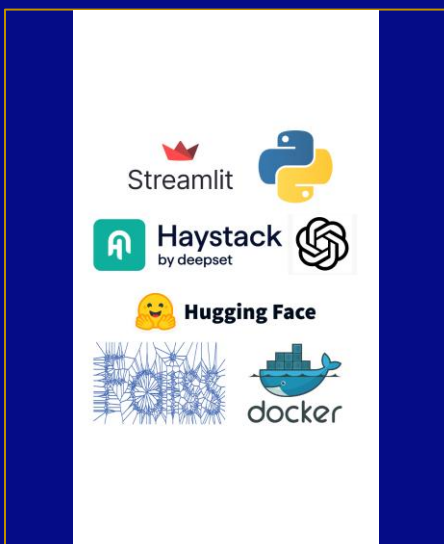 Streamlit
Haystack
by deepset
Hugging Face
Faiss
docker